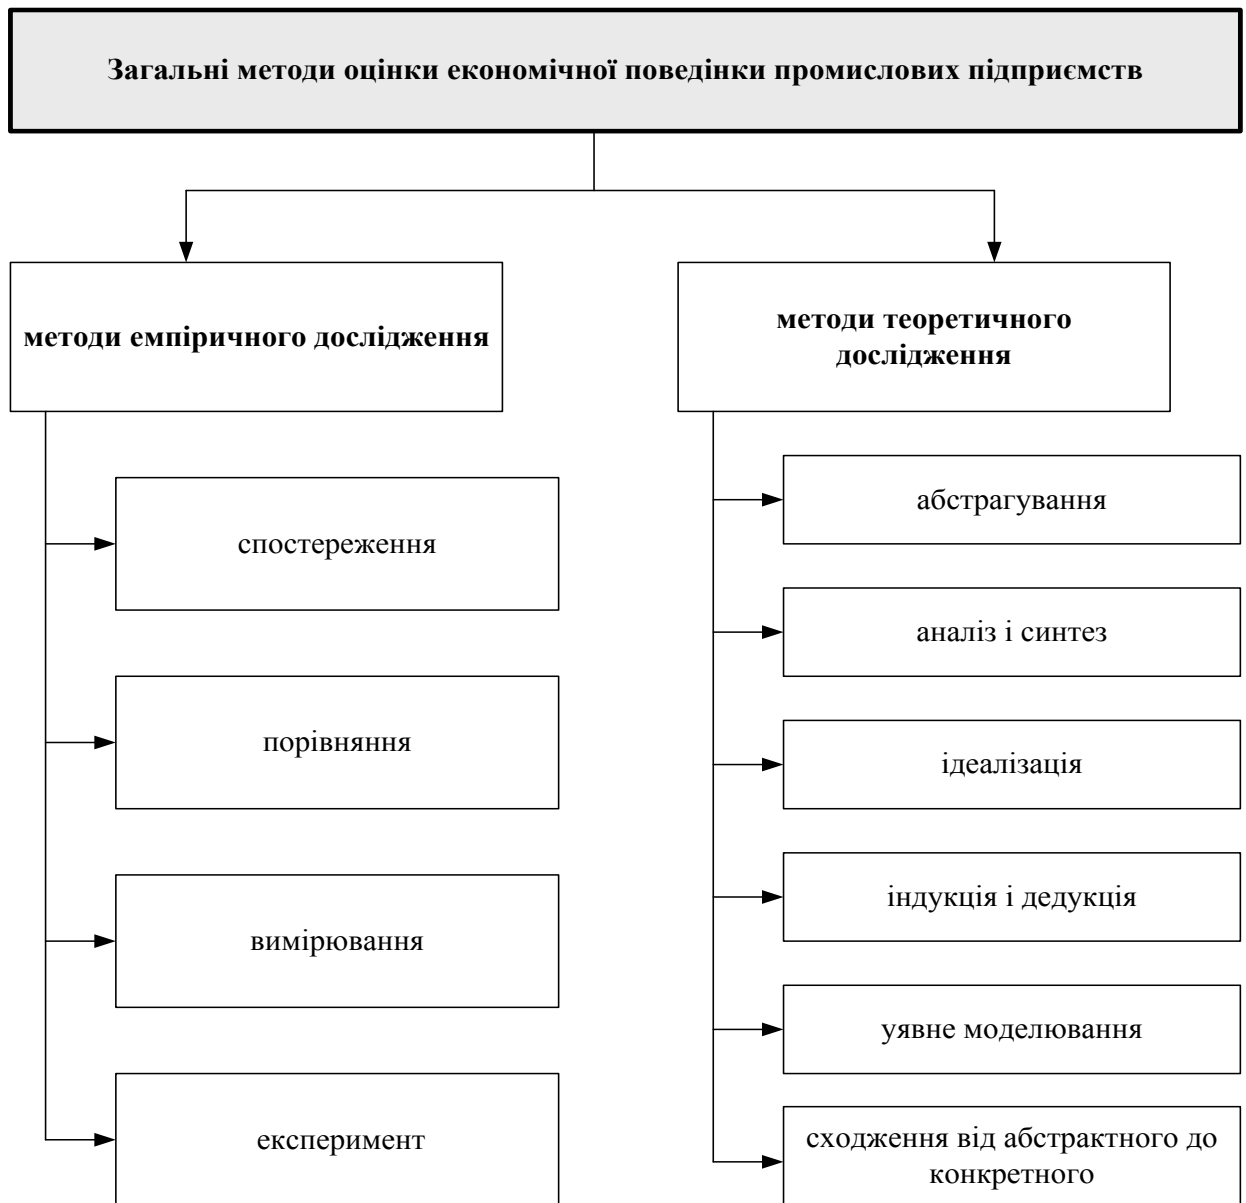 Загальні методи оцінки економічної поведінки промислових підприємств
методи емпіричного дослідження
спостереження
порівняння
вимірювання
експеримент
методи теоретичного
дослідження
абстрагування
аналіз і синтез
ідеалізація
індукція і дедукція
уявне моделювання
сходження від абстрактного до
конкретного